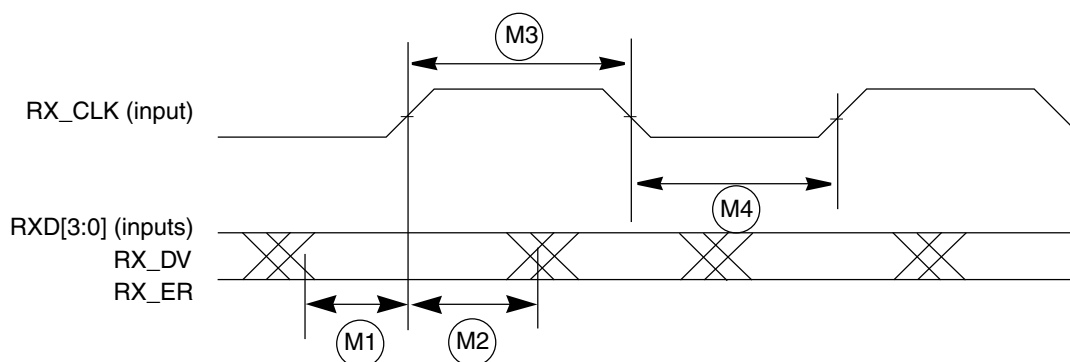 M3
RX_CLK (input)
M4
RXD[3:0] (inputs)
RX_DV
RX_ER
M1
M2